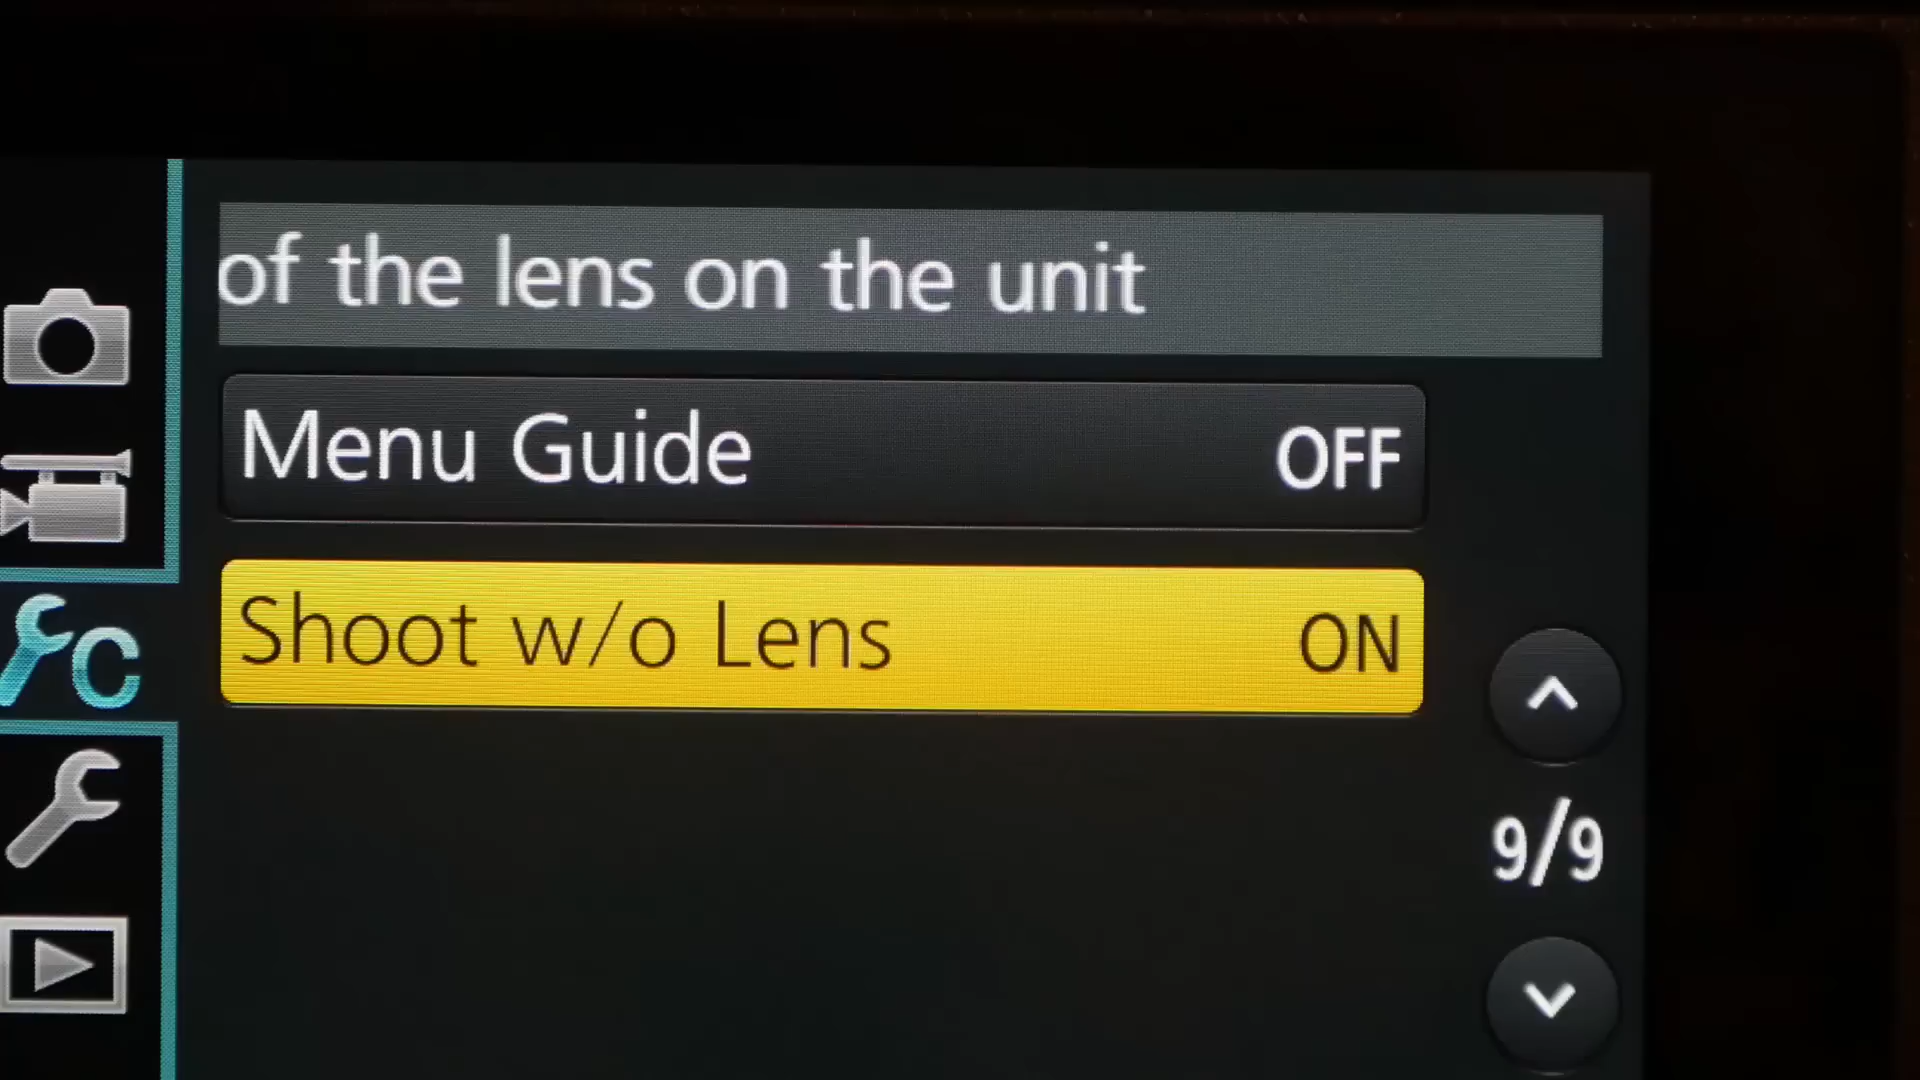 of the lens on the unit
Menu Guide OFF
Shoot w/o Lens ON
C
9/9